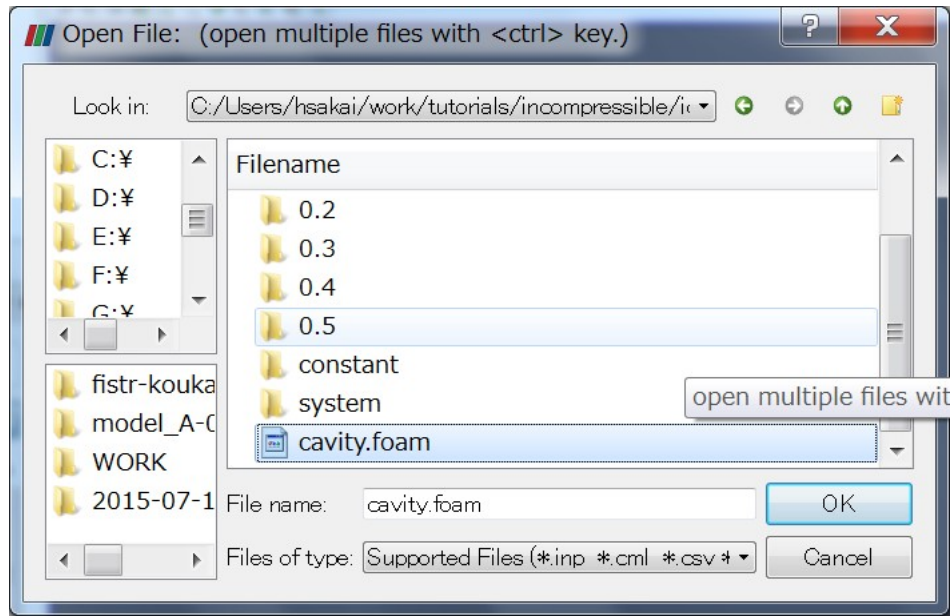 Open File: (open multiple files with <ctrl> key.)
Look in: C:/Users/hsakai/work/tutorials/incompressible/ic
C:¥
D:¥
E:¥
F:¥
G:¥
Filename
0.2
0.3
0.4
0.5
constant
system
cavity.foam
open multiple files wit
fistr-kouka
model_A-0
WORK
2015-07-1
File name: cavity.foam
OK
Files of type: Supported Files (*.inp *.cml *.csv *
Cancel